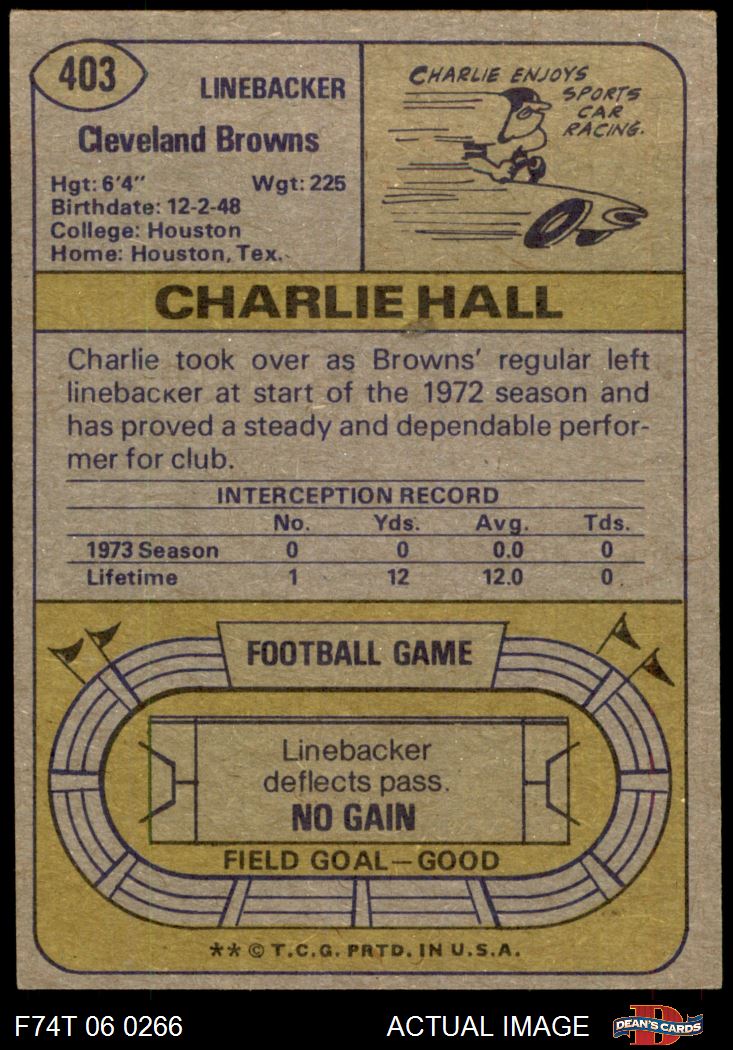 403
LINEBACKER
Cleveland Browns
Hgt: 6'4" Wgt: 225
Birthdate: 12-2-48
College: Houston
Home: Houston, Tex.
CHARLIE ENJOYS
SPORTS
CAR
RACING.
CHARLIE HALL
Charlie took over as Browns' regular left
linebacker at start of the 1972 season and
has proved a steady and dependable perfor-
mer for club.
INTERCEPTION RECORD
No. Yds. Avg. Tds.
1973 Season 0 0 0.0 0
Lifetime 1 12 12.0 0
FOOTBALL GAME
Linebacker
deflects pass.
NO GAIN
FIELD GOAL—GOOD
** © T.C.G. PRTD. IN U.S.A.
F74T 06 0266 ACTUAL IMAGE
D
DEAN'S CARDS